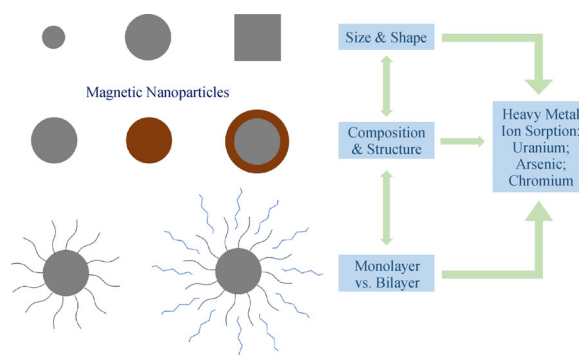 Size & Shape
Magnetic Nanoparticles
Composition
& Structure
Heavy Metal
Ion Sorption:
Uranium;
Arsenic;
Chromium
Monolayer
vs. Bilayer